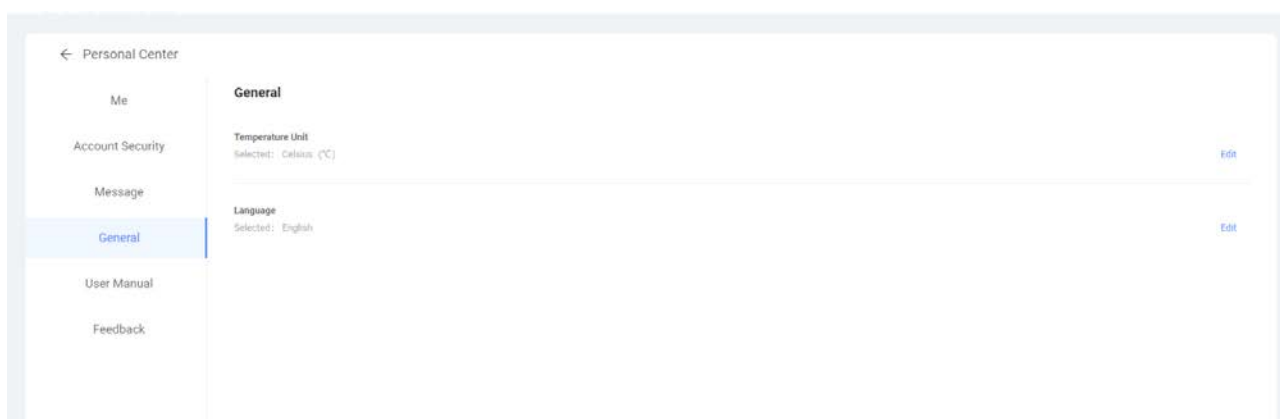 ← Personal Center
Me
Account Security
Message
General
User Manual
Feedback
General
Temperature Unit
Selected: Celsius (℃)
Edit
Language
Selected: English
Edit